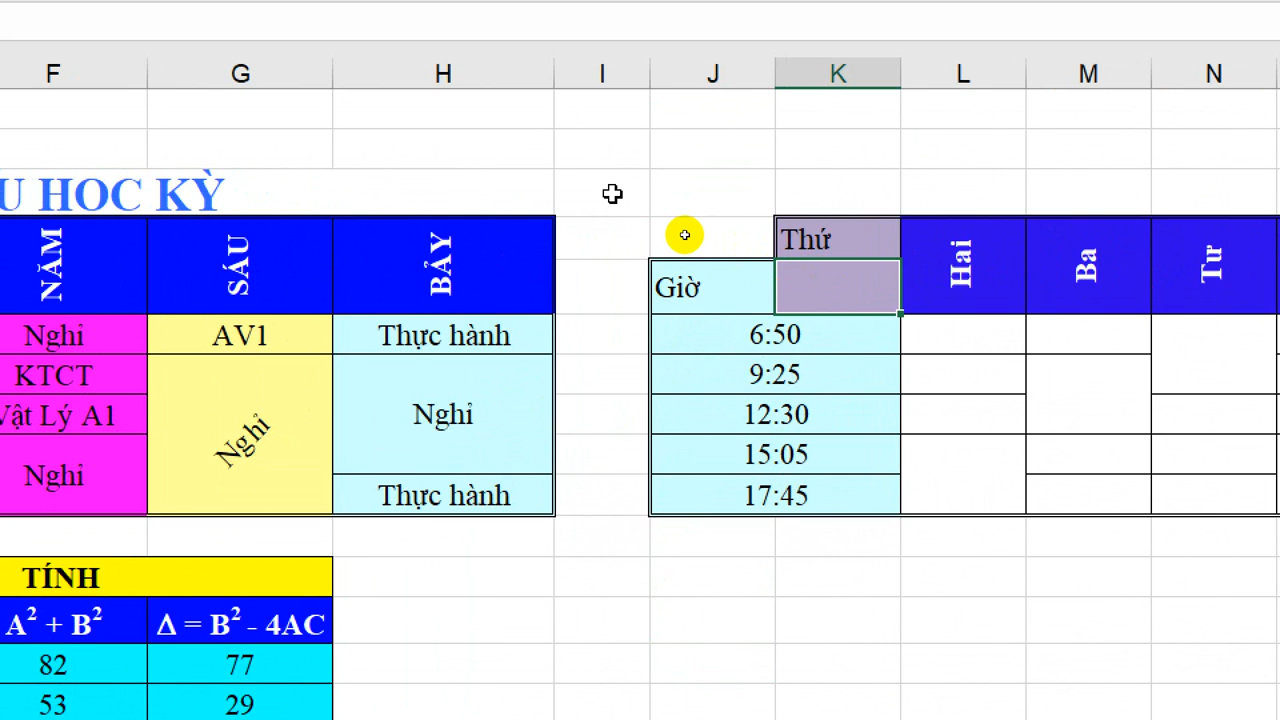 F G H I J K L M N
U HOC KỲ
NĂM SÁU BẢY Thứ Hai Ba Tư
Giờ
Nghỉ AV1 Thực hành 6:50
KTCT Nghỉ Nghỉ 9:25
Vật Lý A1 12:30
Nghỉ 15:05
Thực hành 17:45
TÍNH
A² + B² Δ = B² - 4AC
82 77
53 29